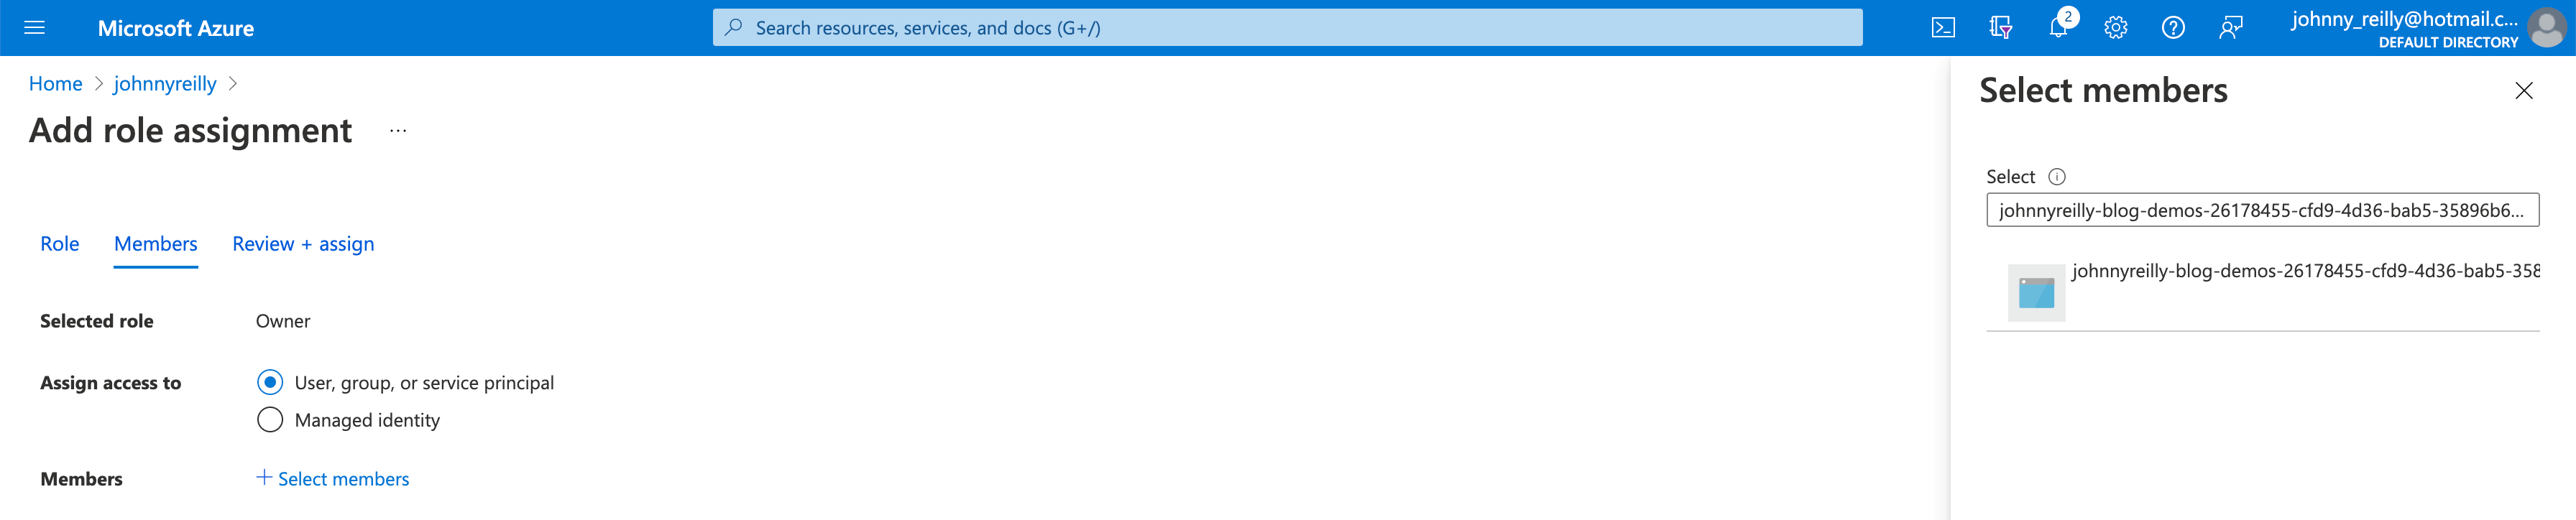 Microsoft Azure
Search resources, services, and docs (G+/)
2
johnny_reilly@hotmail.c...
DEFAULT DIRECTORY
Home > johnnyreilly >
Add role assignment ...
Role Members Review + assign
Selected role Owner
Assign access to User, group, or service principal
Managed identity
Members + Select members
Select members
Select
johnnyreilly-blog-demos-26178455-cfd9-4d36-bab5-35896b6...
johnnyreilly-blog-demos-26178455-cfd9-4d36-bab5-358